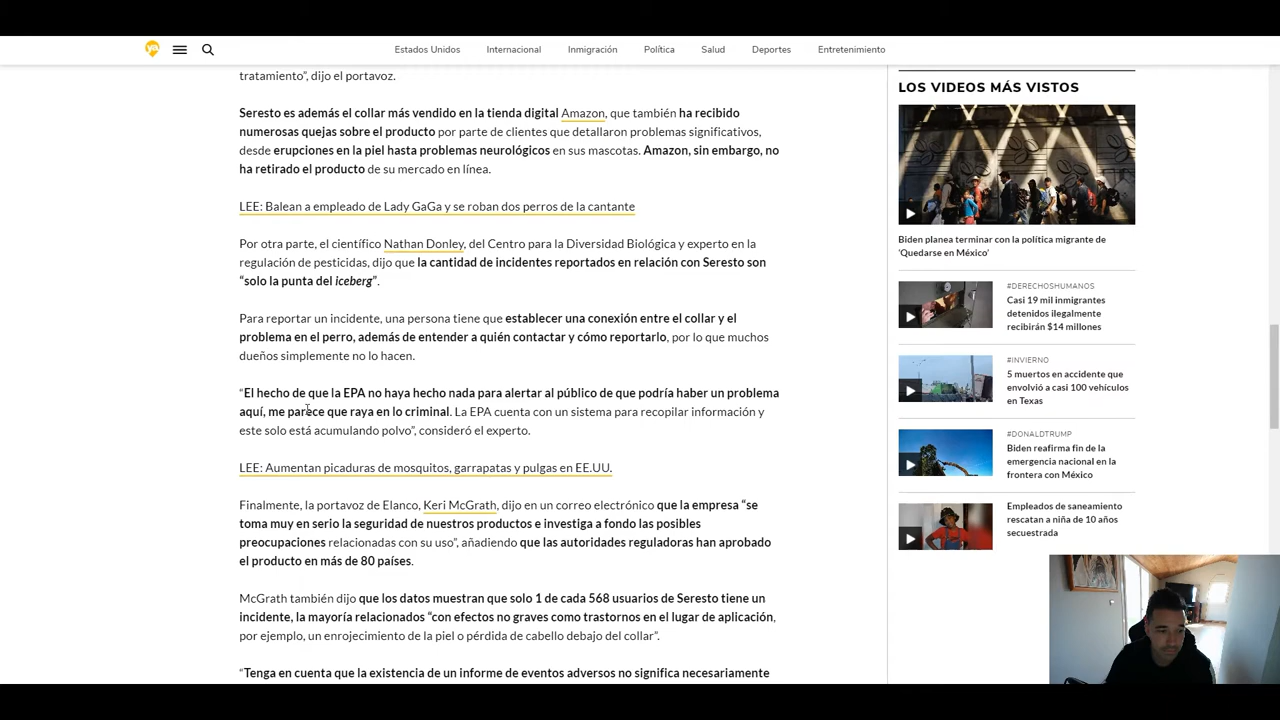 ya
Estados Unidos
Internacional
Inmigración
Política
Salud
Deportes
Entretenimiento
tratamiento”, dijo el portavoz.
Seresto es además el collar más vendido en la tienda digital Amazon, que también ha recibido
numerosas quejas sobre el producto por parte de clientes que detallaron problemas significativos,
desde erupciones en la piel hasta problemas neurológicos en sus mascotas. Amazon, sin embargo, no
ha retirado el producto de su mercado en línea.
LEE: Balean a empleado de Lady GaGa y se roban dos perros de la cantante
Por otra parte, el científico Nathan Donley, del Centro para la Diversidad Biológica y experto en la
regulación de pesticidas, dijo que la cantidad de incidentes reportados en relación con Seresto son
“solo la punta del iceberg”.
Para reportar un incidente, una persona tiene que establecer una conexión entre el collar y el
problema en el perro, además de entender a quién contactar y cómo reportarlo, por lo que muchos
dueños simplemente no lo hacen.
“El hecho de que la EPA no haya hecho nada para alertar al público de que podría haber un problema
aquí, me parece que raya en lo criminal. La EPA cuenta con un sistema para recopilar información y
este solo está acumulando polvo”, consideró el experto.
LEE: Aumentan picaduras de mosquitos, garrapatas y pulgas en EE.UU.
Finalmente, la portavoz de Elanco, Keri McGrath, dijo en un correo electrónico que la empresa “se
toma muy en serio la seguridad de nuestros productos e investiga a fondo las posibles
preocupaciones relacionadas con su uso”, añadiendo que las autoridades reguladoras han aprobado
el producto en más de 80 países.
McGrath también dijo que los datos muestran que solo 1 de cada 568 usuarios de Seresto tiene un
incidente, la mayoría relacionados “con efectos no graves como trastornos en el lugar de aplicación,
por ejemplo, un enrojecimiento de la piel o pérdida de cabello debajo del collar”.
“Tenga en cuenta que la existencia de un informe de eventos adversos no significa necesariamente
LOS VIDEOS MÁS VISTOS
Biden planea terminar con la política migrante de
'Quedarse en México'
#DERECHOSHUMANOS
Casi 19 mil inmigrantes
detenidos ilegalmente
recibirán $14 millones
#INVIERNO
5 muertos en accidente que
envolvió a casi 100 vehículos
en Texas
#DONALDTRUMP
Biden reafirma fin de la
emergencia nacional en la
frontera con México
Empleados de saneamiento
rescatan a niña de 10 años
secuestrada